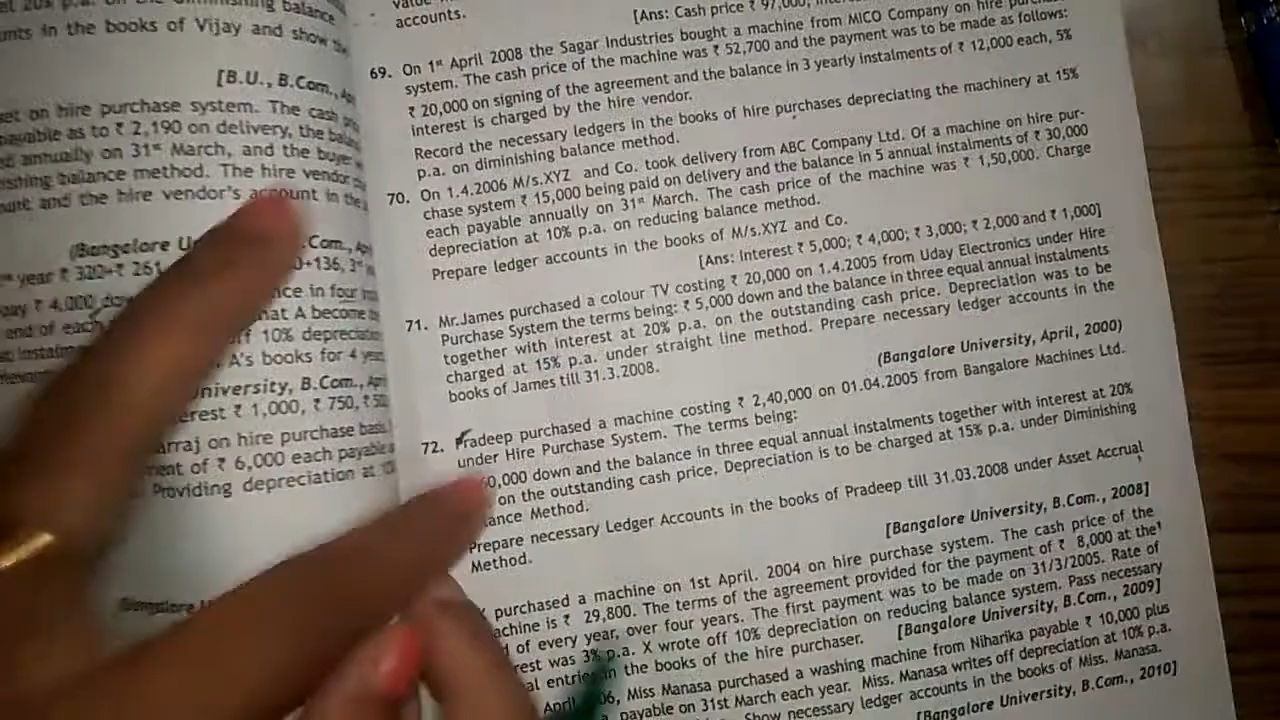 balance
nts in the books of Vijay and show the
[B.U., B.Com.,
set on hire purchase system. The cash
payable as to ₹ 2,190 on delivery, the
annually on 31st March, and the buyer
balance method. The hire vendor
and the hire vendor's account in the
(Bangalore Com.,
year ₹ 320+₹ 261 0+136, 3rd
₹ 4,000 nce in four
end of each hat A become
off 10% depreciation
A's books for 4
niversity, B.Com.,
erest ₹ 1,000, ₹ 750,
arraj on hire purchase basis
ment of ₹ 6,000 each payable
Providing depreciation at
accounts.
[Ans: Cash price ₹ 97,000;
69. On 1st April 2008 the Sagar Industries bought a machine from MICO Company on hire
system. The cash price of the machine was ₹ 52,700 and the payment was to be made as follows:
₹ 20,000 on signing of the agreement and the balance in 3 yearly instalments of ₹ 12,000 each, 5%
interest is charged by the hire vendor.
Record the necessary ledgers in the books of hire purchases depreciating the machinery at 15%
p.a. on diminishing balance method.
70. On 1.4.2006 M/s.XYZ and Co. took delivery from ABC Company Ltd. Of a machine on hire pur-
chase system ₹ 15,000 being paid on delivery and the balance in 5 annual instalments of ₹ 30,000
each payable annually on 31st March. The cash price of the machine was ₹ 1,50,000. Charge
depreciation at 10% p.a. on reducing balance method.
Prepare ledger accounts in the books of M/s.XYZ and Co.
[Ans: Interest ₹ 5,000; ₹ 4,000; ₹ 3,000; ₹ 2,000 and ₹ 1,000]
71. Mr.James purchased a colour TV costing ₹ 20,000 on 1.4.2005 from Uday Electronics under Hire
Purchase System the terms being: ₹ 5,000 down and the balance in three equal annual instalments
together with interest at 20% p.a. on the outstanding cash price. Depreciation was to be
charged at 15% p.a. under straight line method. Prepare necessary ledger accounts in the
books of James till 31.3.2008.
(Bangalore University, April, 2000)
72. Pradeep purchased a machine costing ₹ 2,40,000 on 01.04.2005 from Bangalore Machines Ltd.
under Hire Purchase System. The terms being:
60,000 down and the balance in three equal annual instalments together with interest at 20%
on the outstanding cash price. Depreciation is to be charged at 15% p.a. under Diminishing
lance Method.
Prepare necessary Ledger Accounts in the books of Pradeep till 31.03.2008 under Asset Accrual
Method.
[Bangalore University, B.Com., 2008]
purchased a machine on 1st April. 2004 on hire purchase system. The cash price of the
achine is ₹ 29,800. The terms of the agreement provided for the payment of ₹ 8,000 at the
of every year, over four years. The first payment was to be made on 31/3/2005. Rate of
rest was 3% p.a. X wrote off 10% depreciation on reducing balance system. Pass necessary
al entries in the books of the hire purchaser. [Bangalore University, B.Com., 2009]
April 06, Miss Manasa purchased a washing machine from Niharika payable ₹ 10,000 plus
payable on 31st March each year. Miss. Manasa writes off depreciation at 10% p.a.
Show necessary ledger accounts in the books of Miss. Manasa.
[Bangalore University, B.Com., 2010]